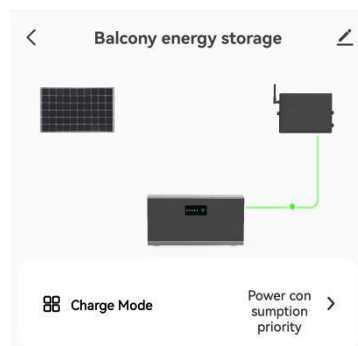 Balcony energy storage
Charge Mode
Power con
sumption
priority